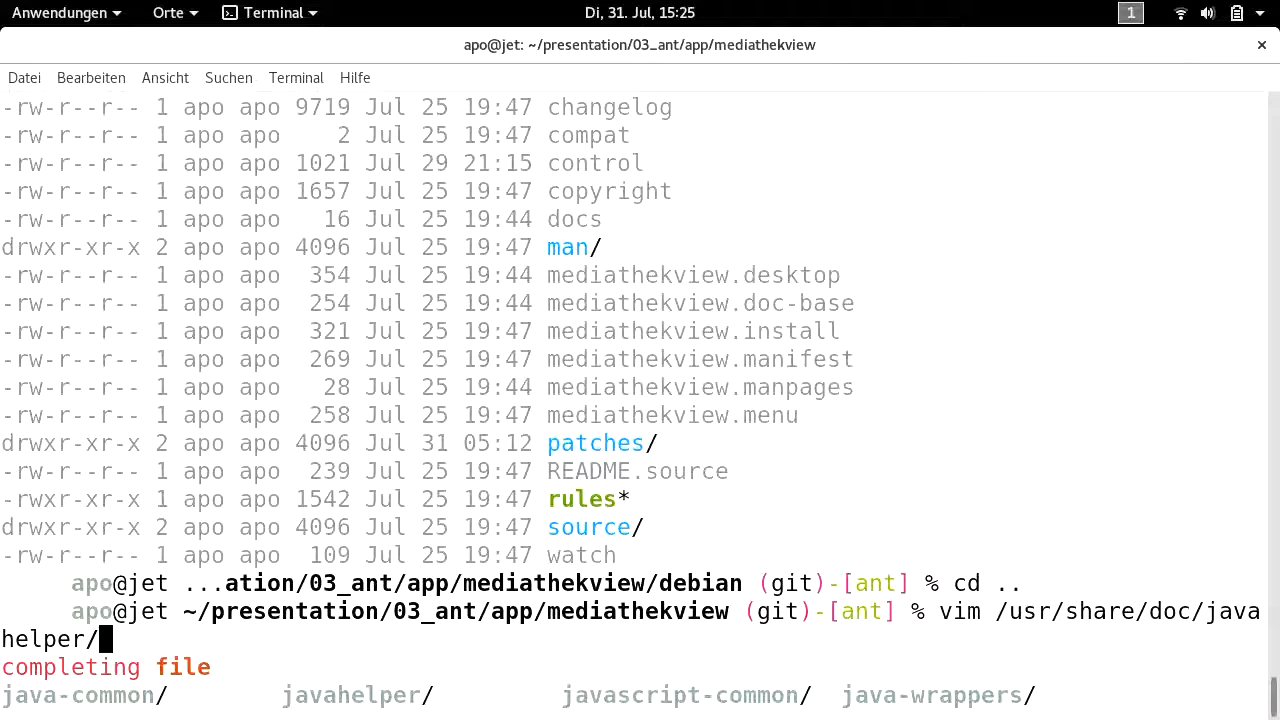 Anwendungen Orte Terminal Di, 31. Jul, 15:25 1
apo@jet: ~/presentation/03_ant/app/mediathekview ×
Datei Bearbeiten Ansicht Suchen Terminal Hilfe
-rw-r--r-- 1 apo apo 9719 Jul 25 19:47 changelog
-rw-r--r-- 1 apo apo    2 Jul 25 19:47 compat
-rw-r--r-- 1 apo apo 1021 Jul 29 21:15 control
-rw-r--r-- 1 apo apo 1657 Jul 25 19:47 copyright
-rw-r--r-- 1 apo apo   16 Jul 25 19:44 docs
drwxr-xr-x 2 apo apo 4096 Jul 25 19:47 man/
-rw-r--r-- 1 apo apo  354 Jul 25 19:44 mediathekview.desktop
-rw-r--r-- 1 apo apo  254 Jul 25 19:44 mediathekview.doc-base
-rw-r--r-- 1 apo apo  321 Jul 25 19:47 mediathekview.install
-rw-r--r-- 1 apo apo  269 Jul 25 19:47 mediathekview.manifest
-rw-r--r-- 1 apo apo   28 Jul 25 19:44 mediathekview.manpages
-rw-r--r-- 1 apo apo  258 Jul 25 19:47 mediathekview.menu
drwxr-xr-x 2 apo apo 4096 Jul 31 05:12 patches/
-rw-r--r-- 1 apo apo  239 Jul 25 19:47 README.source
-rwxr-xr-x 1 apo apo 1542 Jul 25 19:47 rules*
drwxr-xr-x 2 apo apo 4096 Jul 25 19:47 source/
-rw-r--r-- 1 apo apo  109 Jul 25 19:47 watch
apo@jet ...ation/03_ant/app/mediathekview/debian (git)-[ant] % cd ..
apo@jet ~/presentation/03_ant/app/mediathekview (git)-[ant] % vim /usr/share/doc/java
helper/
completing file
java-common/ javahelper/ javascript-common/ java-wrappers/